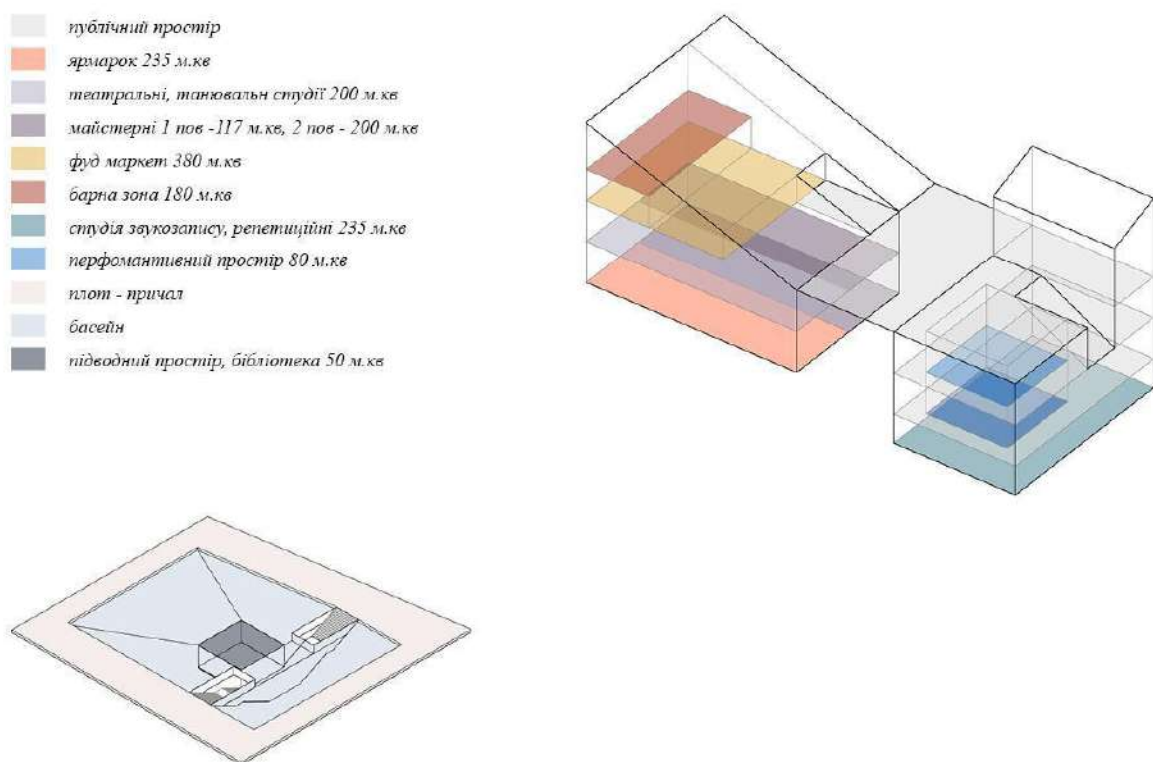 публічний простір
ярмарок 235 м.кв
театральні, танювальн студії 200 м.кв
майстерні 1 пов -117 м.кв, 2 пов - 200 м.кв
фуд маркет 380 м.кв
барна зона 180 м.кв
студія звукозапису, репетиційні 235 м.кв
перфомантивний простір 80 м.кв
плот - причал
басейн
підводний простір, бібліотека 50 м.кв